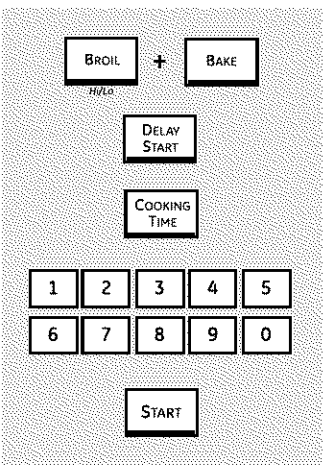 BROIL + BAKE
Hi/Lo
DELAY
START
COOKING
TIME
1 2 3 4 5
6 7 8 9 0
START